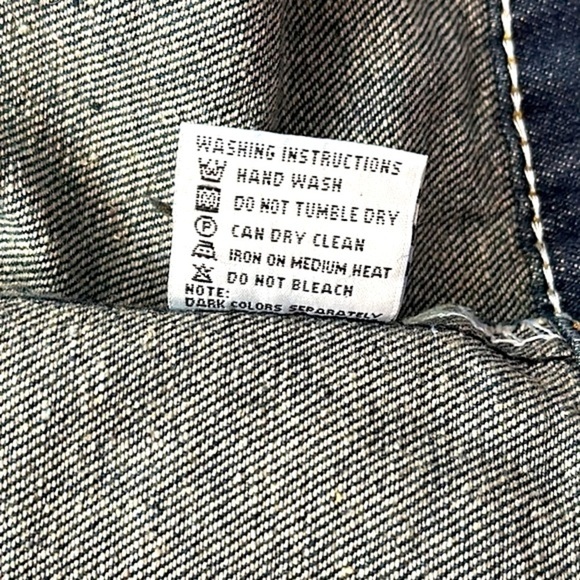 WASHING INSTRUCTIONS
HAND WASH
DO NOT TUMBLE DRY
P CAN DRY CLEAN
IRON ON MEDIUM HEAT
DO NOT BLEACH
NOTE:
DARK COLORS SEPARATELY